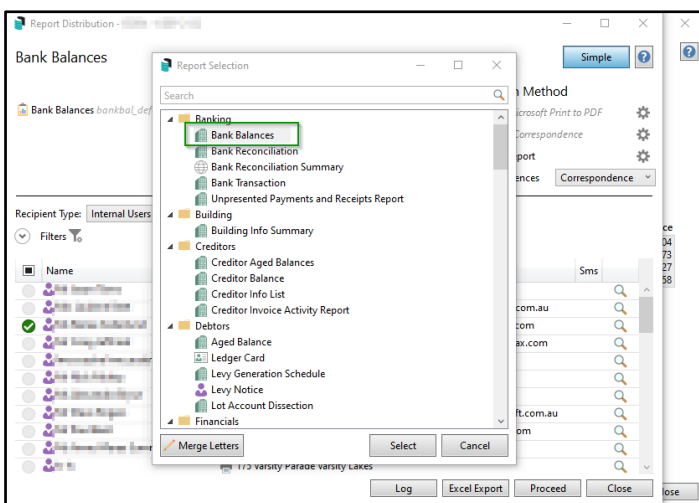 Report Distribution -
Bank Balances
Simple
?
?
Bank Balances bankbal_def
n Method
Microsoft Print to PDF
Correspondence
port
ences
Correspondence
Report Selection
Search
Banking
Bank Balances
Bank Reconciliation
Bank Reconciliation Summary
Bank Transaction
Unpresented Payments and Receipts Report
Building
Building Info Summary
Creditors
Creditor Aged Balances
Creditor Balance
Creditor Info List
Creditor Invoice Activity Report
Debtors
Aged Balance
Ledger Card
Levy Generation Schedule
Levy Notice
Lot Account Dissection
Financials
Merge Letters
Select
Cancel
Recipient Type: Internal Users
Filters
Name
Sms
com.au
com
ax.com
ft.com.au
om
175 Varsity Parade Varsity Lakes
ce
04
73
27
58
Log
Excel Export
Proceed
Close
lose